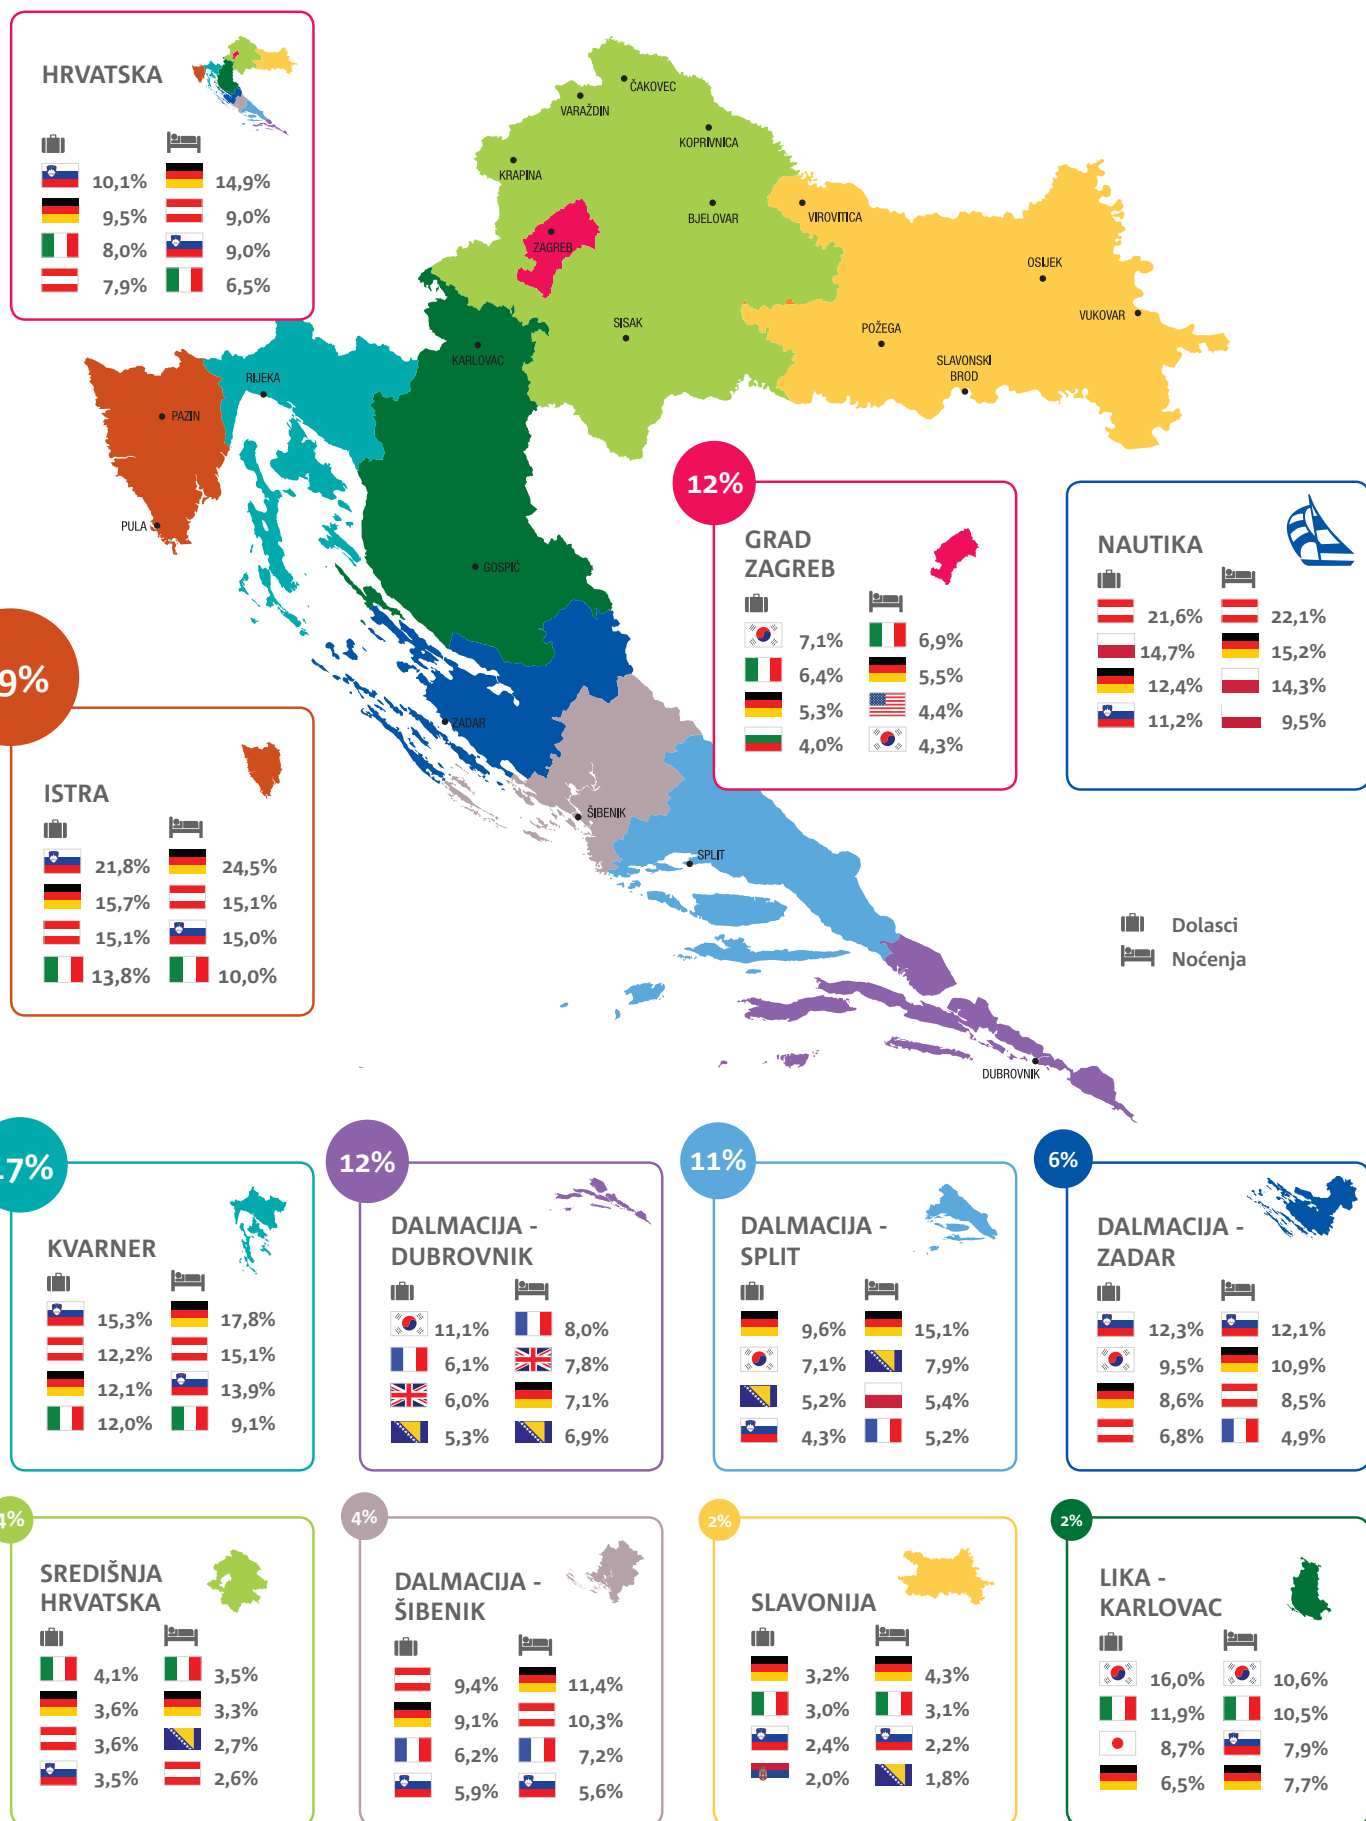 HRVATSKA
10,1% 14,9%
9,5% 9,0%
8,0% 9,0%
7,9% 6,5%
ČAKOVEC
VARAŽDIN
KOPRIVNICA
KRAPINA
BJELOVAR
VIROVITICA
ZAGREB
OSIJEK
VUKOVAR
SISAK
POŽEGA
KARLOVAC
SLAVONSKI
BROD
RIJEKA
PAZIN
PULA
GOSPIĆ
ZADAR
ŠIBENIK
SPLIT
DUBROVNIK
12%
GRAD
ZAGREB
7,1% 6,9%
6,4% 5,5%
5,3% 4,4%
4,0% 4,3%
NAUTIKA
21,6% 22,1%
14,7% 15,2%
12,4% 14,3%
11,2% 9,5%
9%
ISTRA
21,8% 24,5%
15,7% 15,1%
15,1% 15,0%
13,8% 10,0%
Dolasci
Noćenja
7%
KVARNER
15,3% 17,8%
12,2% 15,1%
12,1% 13,9%
12,0% 9,1%
12%
DALMACIJA -
DUBROVNIK
11,1% 8,0%
6,1% 7,8%
6,0% 7,1%
5,3% 6,9%
11%
DALMACIJA -
SPLIT
9,6% 15,1%
7,1% 7,9%
5,2% 5,4%
4,3% 5,2%
6%
DALMACIJA -
ZADAR
12,3% 12,1%
9,5% 10,9%
8,6% 8,5%
6,8% 4,9%
4%
SREDIŠNJA
HRVATSKA
4,1% 3,5%
3,6% 3,3%
3,6% 2,7%
3,5% 2,6%
4%
DALMACIJA -
ŠIBENIK
9,4% 11,4%
9,1% 10,3%
6,2% 7,2%
5,9% 5,6%
2%
SLAVONIJA
3,2% 4,3%
3,0% 3,1%
2,4% 2,2%
2,0% 1,8%
2%
LIKA -
KARLOVAC
16,0% 10,6%
11,9% 10,5%
8,7% 7,9%
6,5% 7,7%